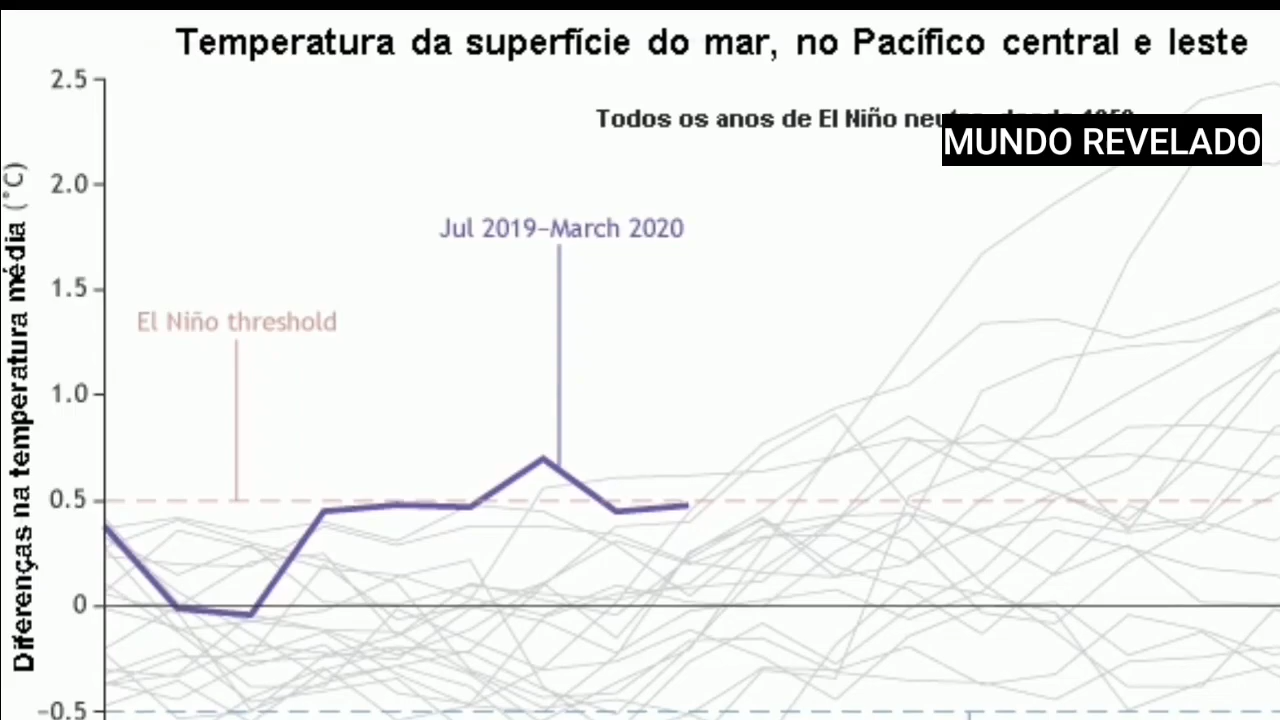 Temperatura da superfície do mar, no Pacífico central e leste
2.5
Todos os anos de El Niño
MUNDO REVELADO
2.0
Diferenças na temperatura média (°C)
Jul 2019–March 2020
1.5
El Niño threshold
1.0
0.5
0
-0.5